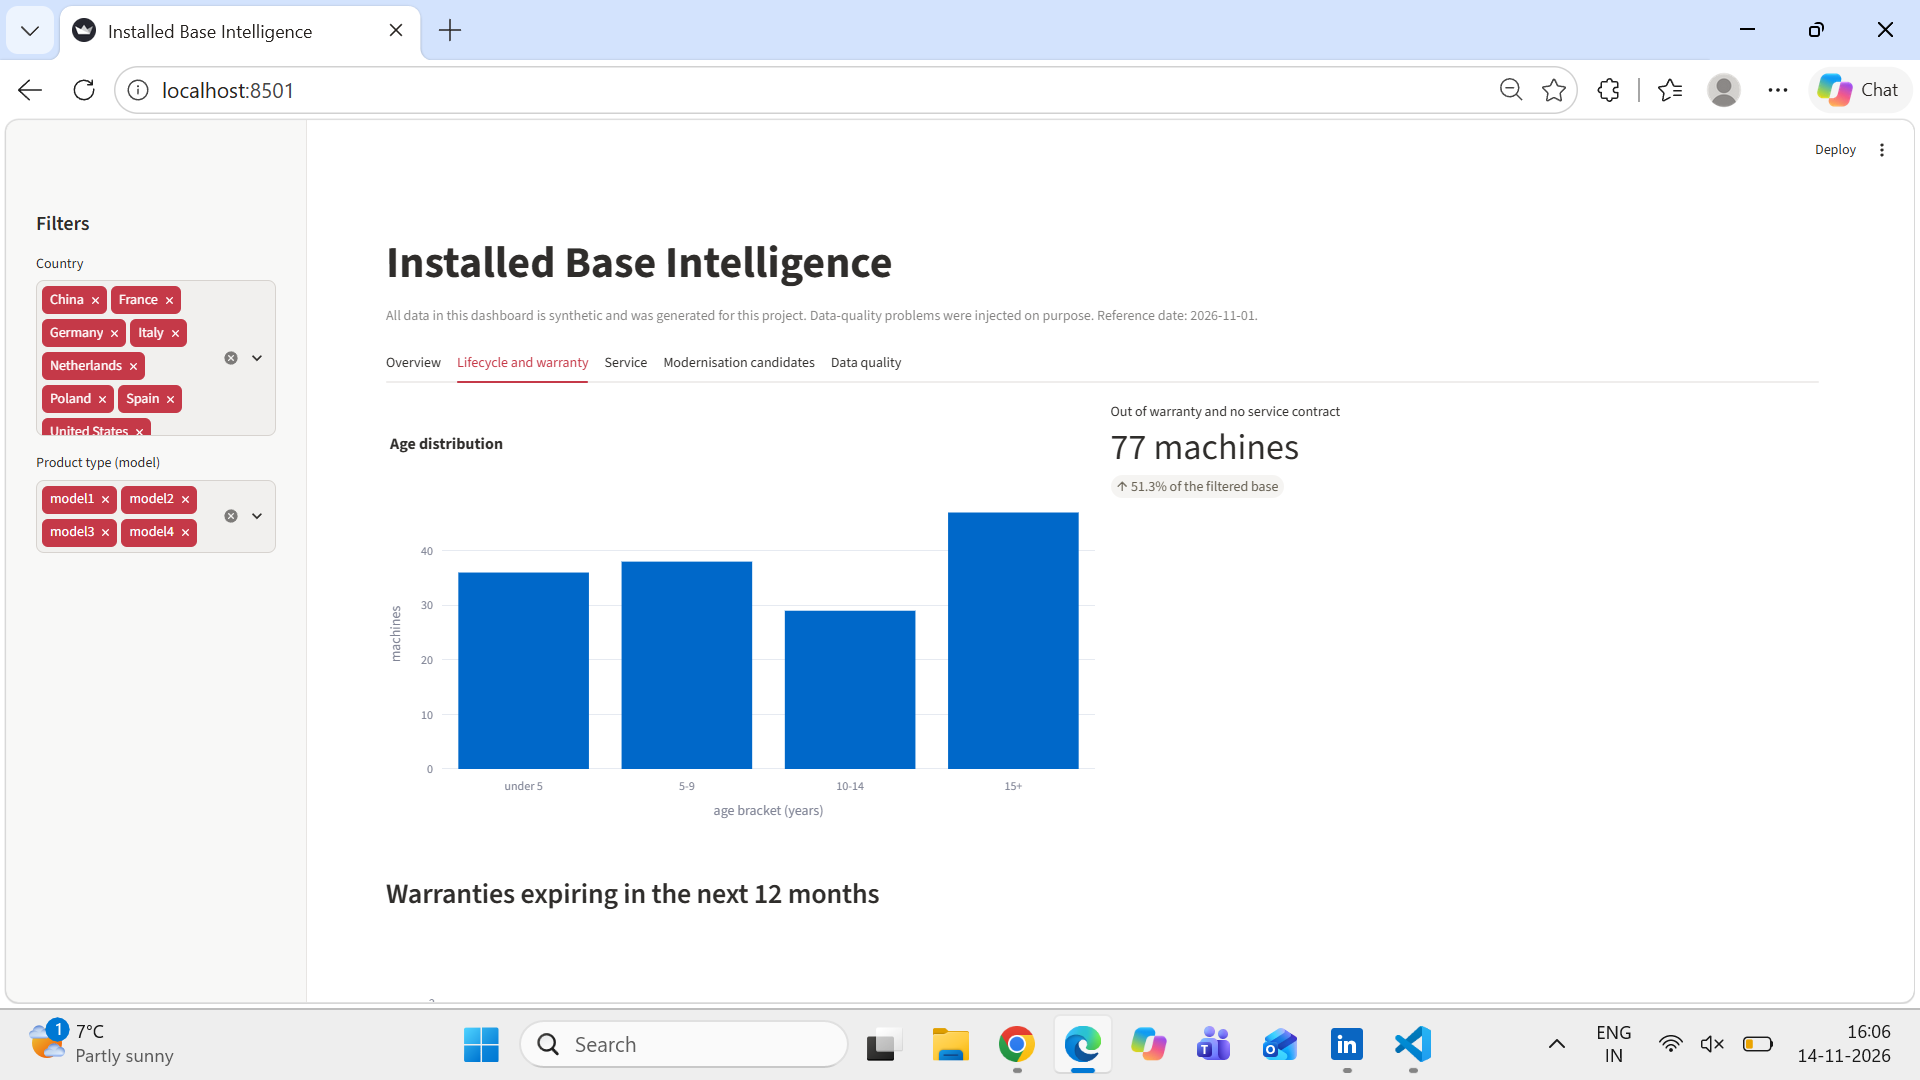 Installed Base Intelligence
localhost:8501
Chat
Deploy
Filters
Country
China × France ×
Germany × Italy ×
Netherlands ×
Poland × Spain ×
United States ×
Product type (model)
model1 × model2 ×
model3 × model4 ×
Installed Base Intelligence
All data in this dashboard is synthetic and was generated for this project. Data-quality problems were injected on purpose. Reference date: 2026-11-01.
Overview Lifecycle and warranty Service Modernisation candidates Data quality
Age distribution
40
30
20
10
0
machines
under 5 5-9 10-14 15+
age bracket (years)
Out of warranty and no service contract
77 machines
↑ 51.3% of the filtered base
Warranties expiring in the next 12 months
1
7°C
Partly sunny
Search
ENG
IN
16:06
14-11-2026